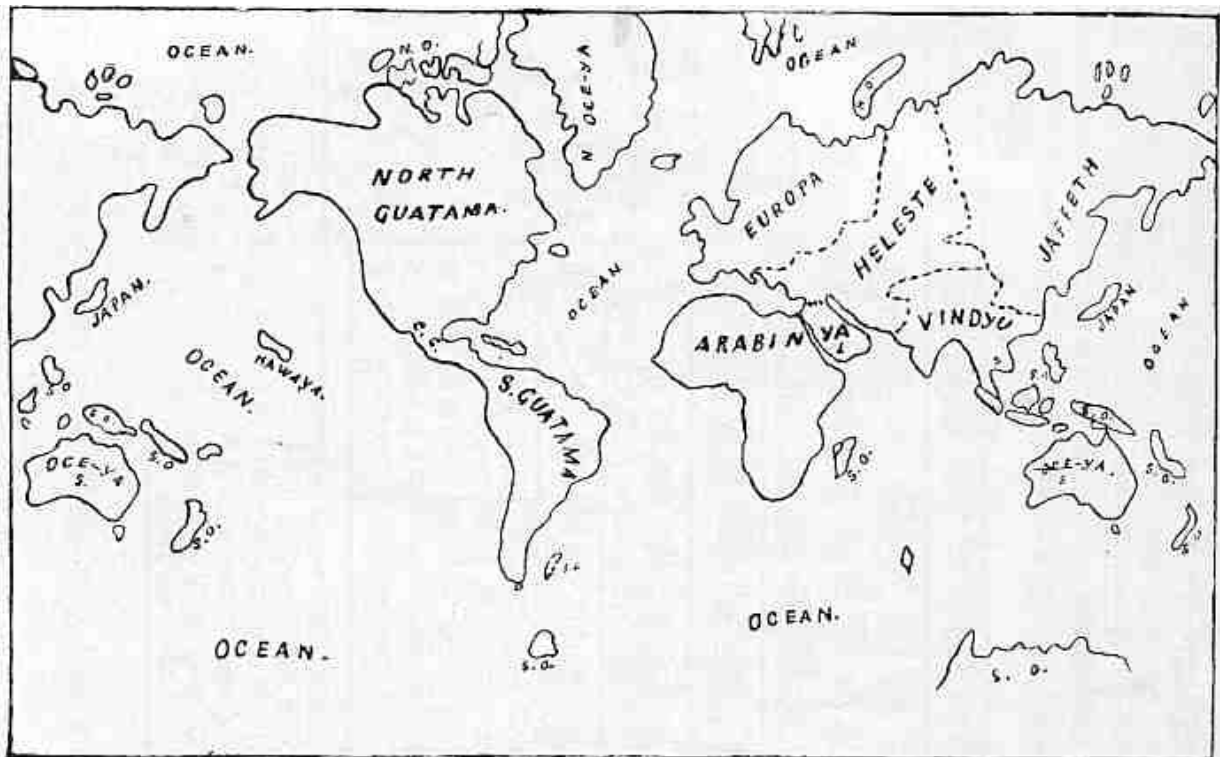 OCEAN.
N. O.
N OCE-YA
OCEAN
NORTH
GUATAMA.
EUROPA
HELESTE
JAFFETH
JAPAN.
HAWAYA.
OCEAN.
OCEAN
C. C.
ARABIN
YA
L
VINDYU
JAPAN
OCEAN
S. GUATAMA
S.O
S.O.
S.O
S.O.
S.O.
S.O.
S.O.
OCE-YA
S.
OCE-YA.
S
S.O.
S.O
OCEAN.
OCEAN.
S.O.
S. O.